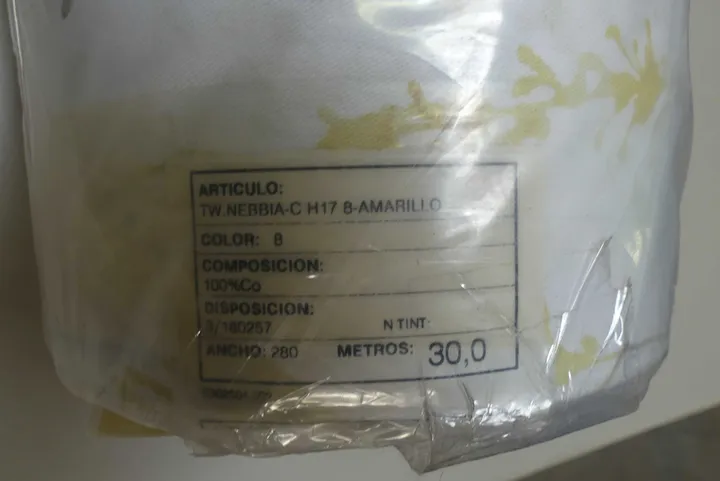 ARTICULO:
TW.NEBBIA-C H17 8-AMARILLO
COLOR: 8
COMPOSICION:
100%Co
DISPOSICION:
N TINT:
ANCHO: 280 METROS: 30,0